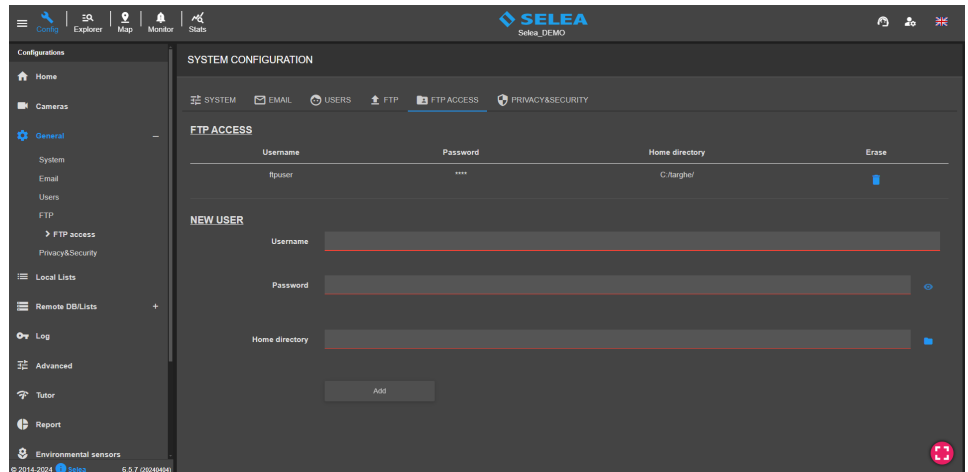 Config
Explorer
Map
Monitor
Stats
SELEA
Selea_DEMO
Configurations
Home
Cameras
General
System
Email
Users
FTP
FTP access
Privacy&Security
Local Lists
Remote DB/Lists
Log
Advanced
Tutor
Report
Environmental sensors
© 2014-2024 Selea 6.5.7 (20240404)
SYSTEM CONFIGURATION
SYSTEM EMAIL USERS FTP FTP ACCESS PRIVACY&SECURITY
FTP ACCESS
Username Password Home directory Erase
ftpuser **** C:/targhe/
NEW USER
Username
Password
Home directory
Add